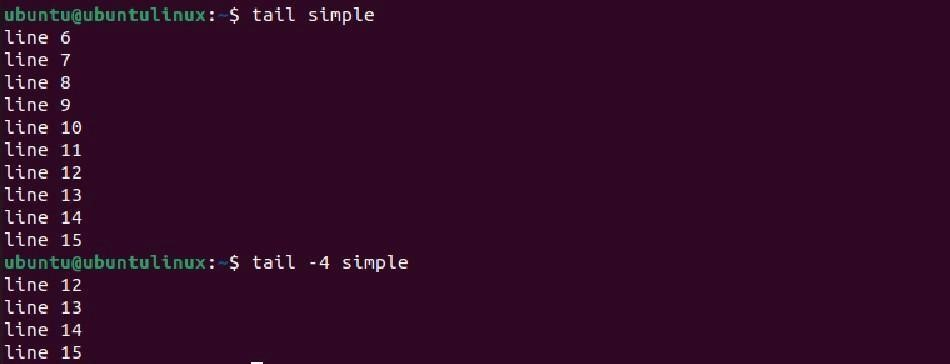 ubuntu@ubuntulinux:~$ tail simple
line 6
line 7
line 8
line 9
line 10
line 11
line 12
line 13
line 14
line 15
ubuntu@ubuntulinux:~$ tail -4 simple
line 12
line 13
line 14
line 15